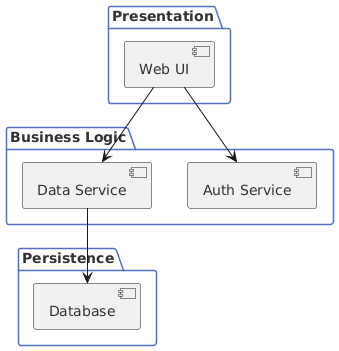 Presentation
Web UI
Business Logic
Data Service
Auth Service
Persistence
Database